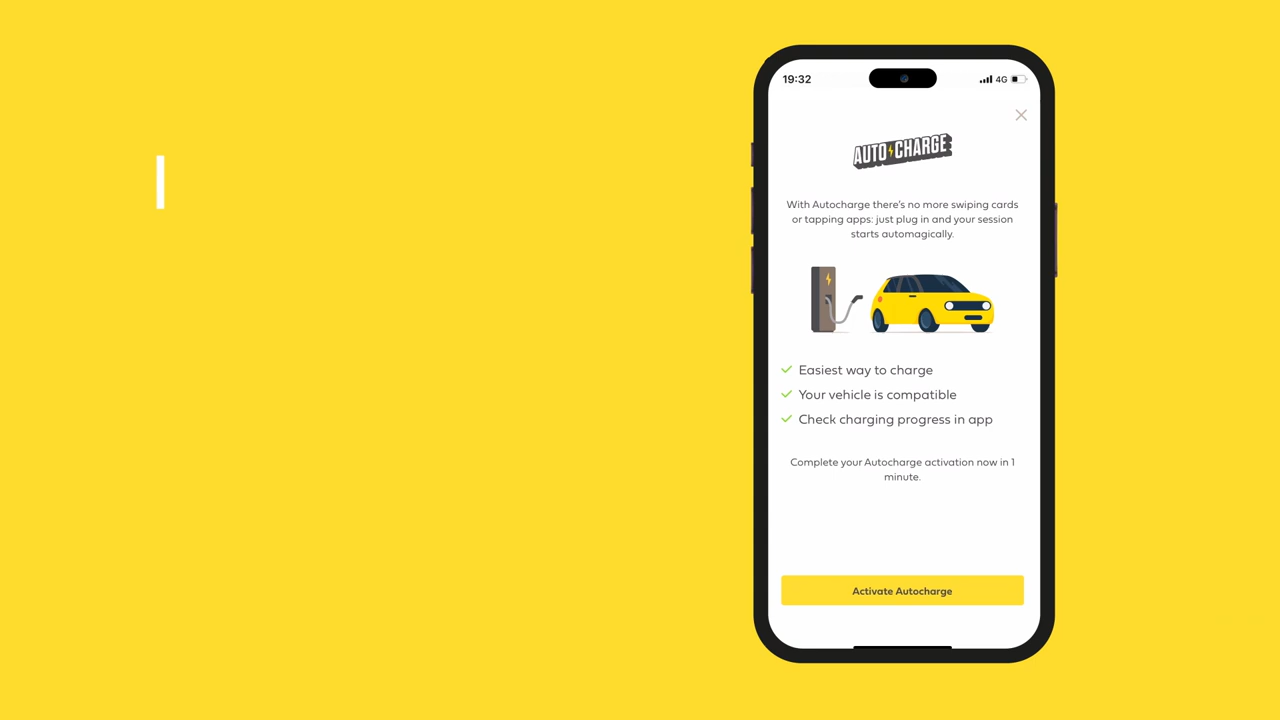 19:32
4G
AUTO CHARGE
With Autocharge there's no more swiping cards
or tapping apps: just plug in and your session
starts automagically.
Easiest way to charge
Your vehicle is compatible
Check charging progress in app
Complete your Autocharge activation now in 1
minute.
Activate Autocharge